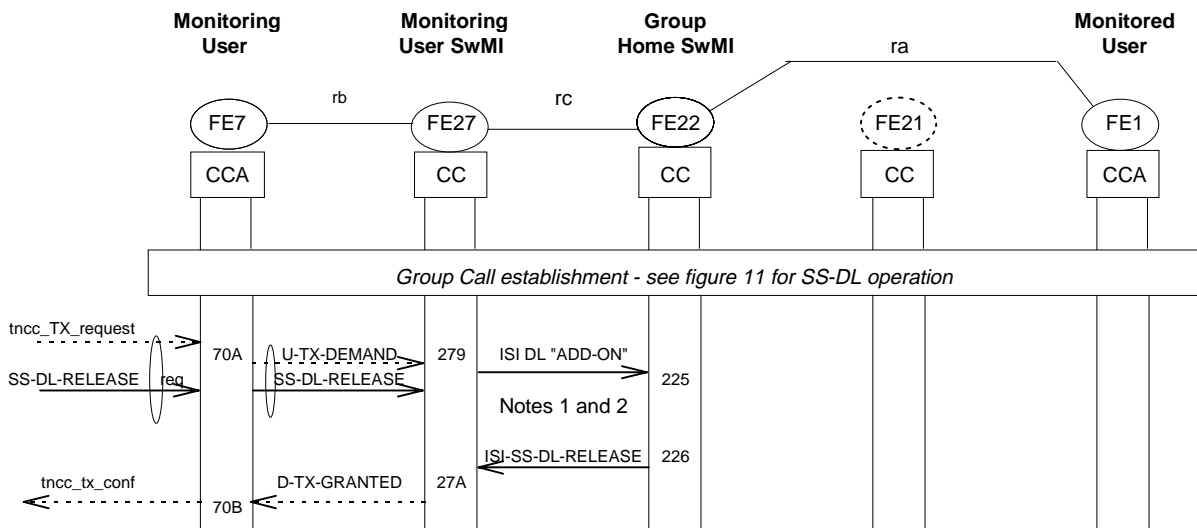 Monitoring
User
Monitoring
User SwMI
Group
Home SwMI
Monitored
User
ra
rb
rc
FE7
FE27
FE22
FE21
FE1
CCA
CC
CC
CC
CCA
Group Call establishment - see figure 11 for SS-DL operation
tncc_TX_request
70A
U-TX-DEMAND
279
ISI DL "ADD-ON"
SS-DL-RELEASE req
SS-DL-RELEASE
225
Notes 1 and 2
ISI-SS-DL-RELEASE
226
tncc_tx_conf
70B
D-TX-GRANTED
27A